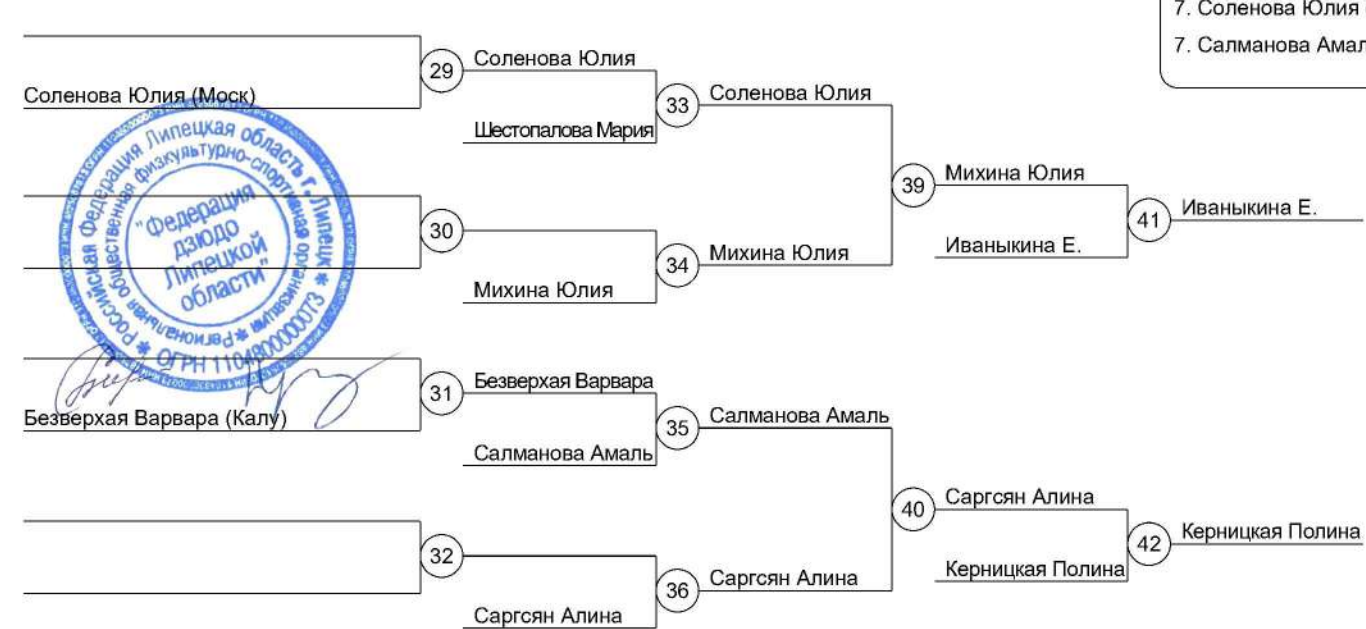 7. Соленова Юлия
7. Салманова Амал
Соленова Юлия (Моск)
29
Соленова Юлия
Шестопалова Мария
33
Соленова Юлия
30
Михина Юлия
34
Михина Юлия
39
Михина Юлия
Иваныкина Е.
41
Иваныкина Е.
Российская Федерация Липецкая область г. Липецк * ОГРН 1104800000073 *
Региональная общественная физкультурно-спортивная организация *
"Федерация
дзюдо
Липецкой
области"
Безверхая Варвара (Калу)
31
Безверхая Варвара
Салманова Амаль
35
Салманова Амаль
32
Саргсян Алина
36
Саргсян Алина
40
Саргсян Алина
Керницкая Полина
42
Керницкая Полина